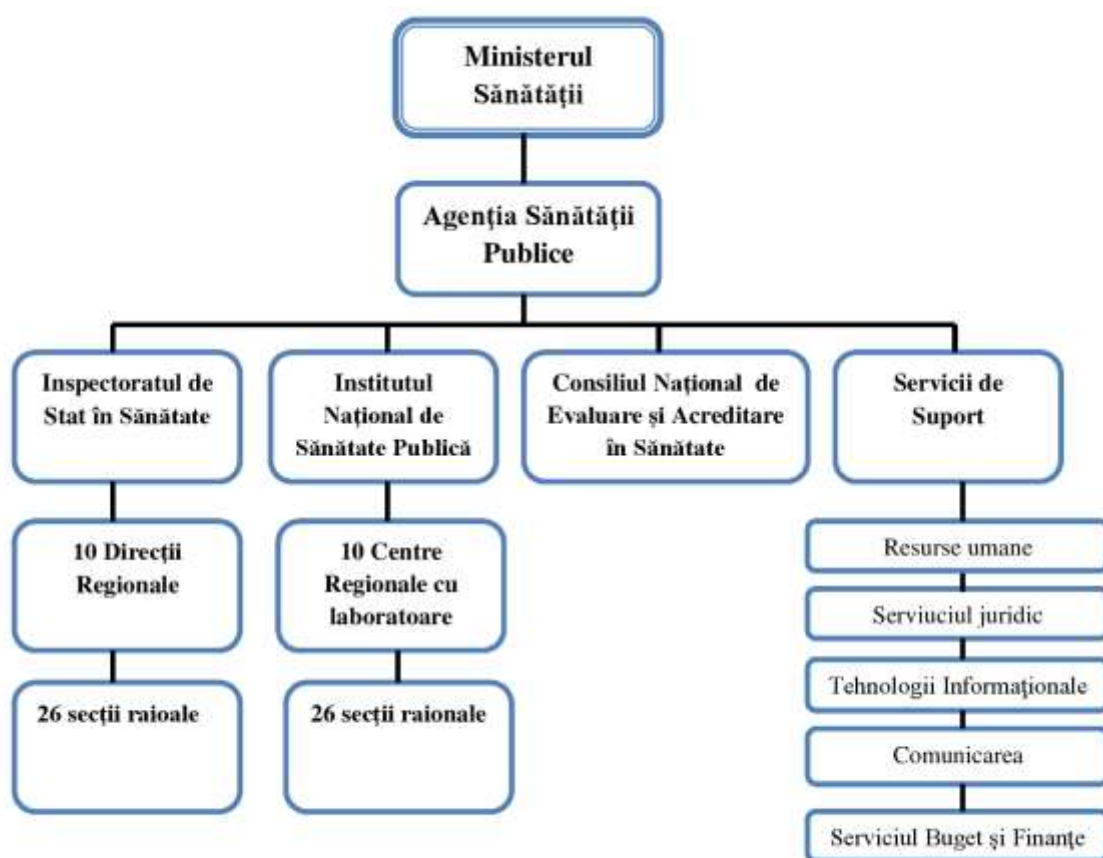 Ministerul
Sănătății
Agenția Sănătății
Publice
Inspectoratul de
Stat în Sănătate
Institutul
Național de
Sănătate Publică
Consiliul Național de
Evaluare și Acreditare
în Sănătate
Servicii de
Suport
10 Direcții
Regionale
10 Centre
Regionale cu
laboratoare
26 secții raioale
26 secții raionale
Resurse umane
Serviuciul juridic
Tehnologii Informaționale
Comunicarea
Serviciul Buget și Finanțe